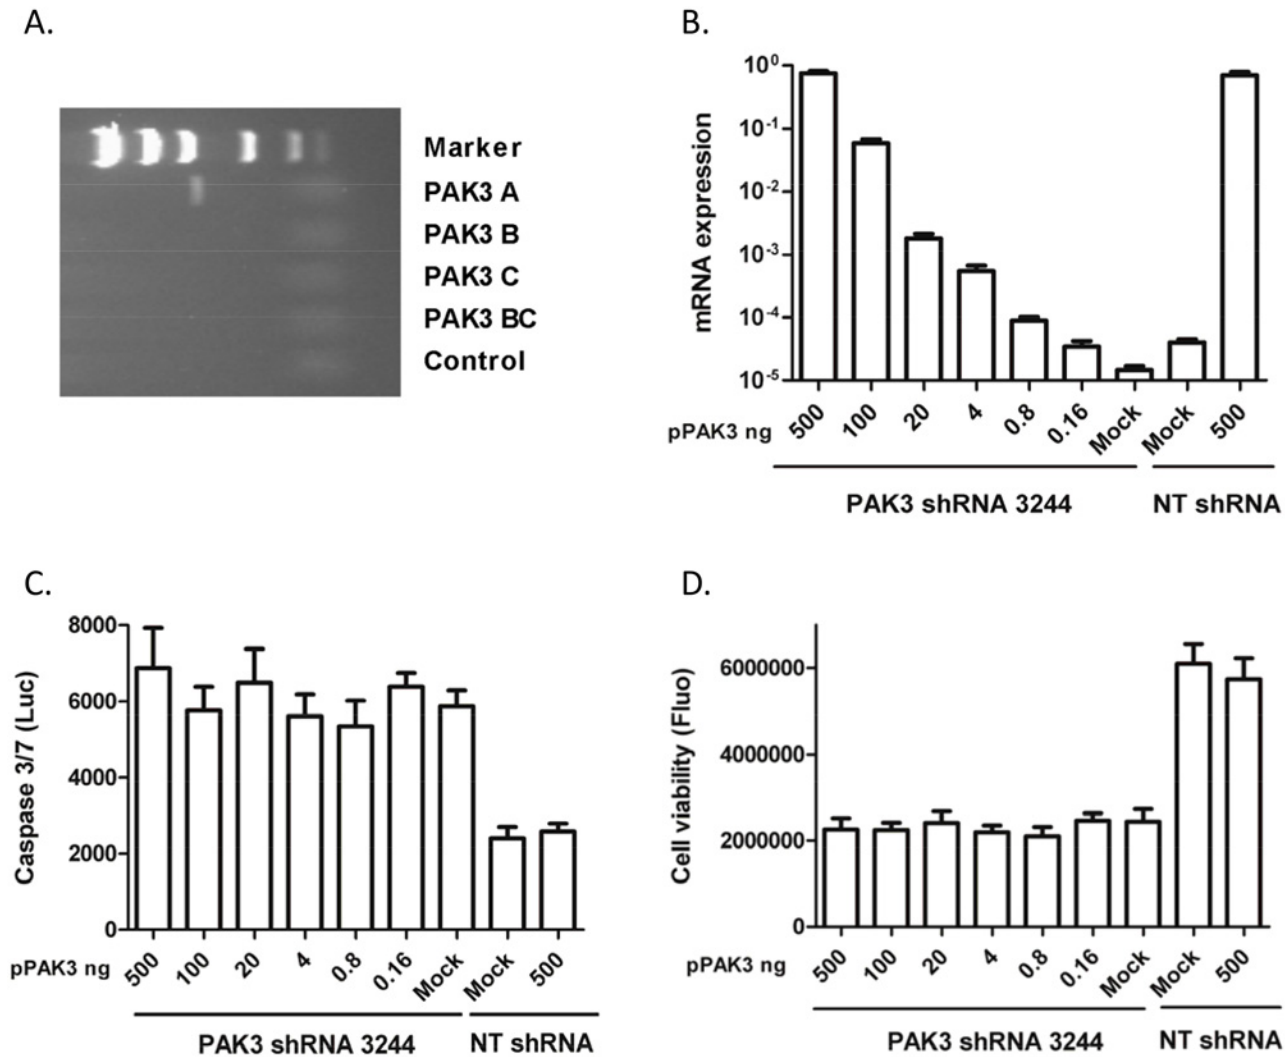 A.
Marker
PAK3 A
PAK3 B
PAK3 C
PAK3 BC
Control
B.
mRNA expression
10⁰
10⁻¹
10⁻²
10⁻³
10⁻⁴
10⁻⁵
pPAK3 ng
500 100 20 4 0.8 0.16 Mock Mock 500
PAK3 shRNA 3244 NT shRNA
C.
Caspase 3/7 (Luc)
8000
6000
4000
2000
0
pPAK3 ng
500 100 20 4 0.8 0.16 Mock Mock 500
PAK3 shRNA 3244 NT shRNA
D.
Cell viability (Fluo)
6000000
4000000
2000000
0
pPAK3 ng
500 100 20 4 0.8 0.16 Mock Mock 500
PAK3 shRNA 3244 NT shRNA